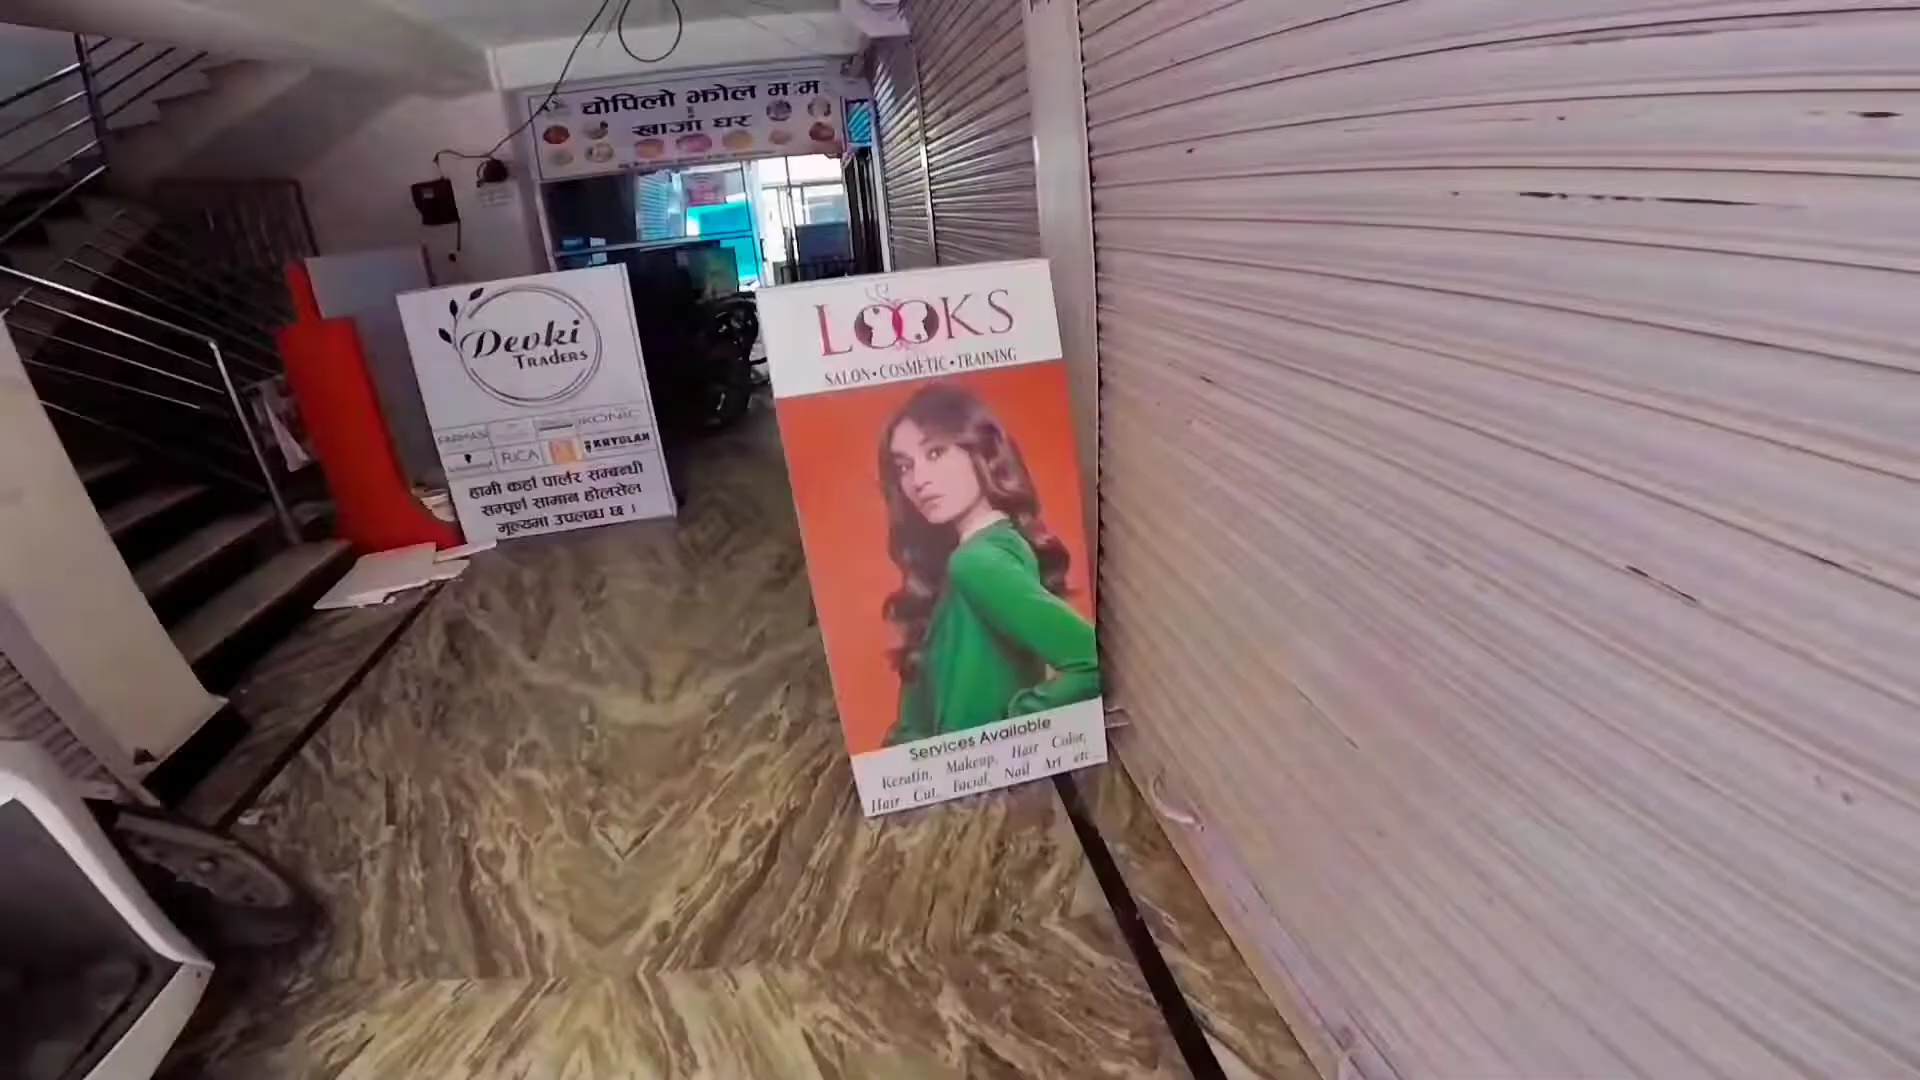 चोपिलो झोल म:म
खाजा घर
Devki
TRADERS
FARMASI
IKONIC
RICA
KRYOLAN
हामी कहाँ पार्लर सम्बन्धी
सम्पूर्ण सामान होलसेल
मूल्यमा उपलब्ध छ ।
LOOKS
SALON • COSMETIC • TRAINING
Services Available
Keratin, Makeup, Hair Color,
Hair Cut, Facial, Nail Art etc...